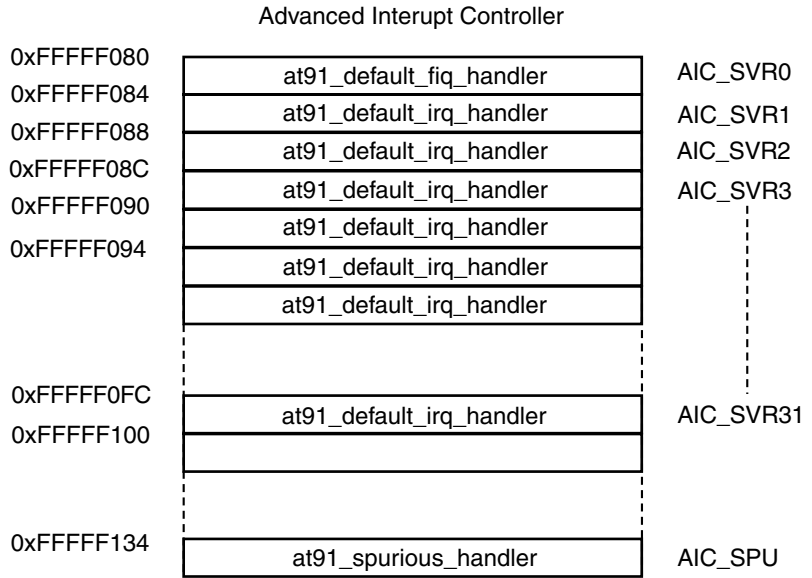 Advanced Interupt Controller
0xFFFFF080
at91_default_fiq_handler
AIC_SVR0
0xFFFFF084
at91_default_irq_handler
AIC_SVR1
0xFFFFF088
at91_default_irq_handler
AIC_SVR2
0xFFFFF08C
at91_default_irq_handler
AIC_SVR3
0xFFFFF090
at91_default_irq_handler
0xFFFFF094
at91_default_irq_handler
at91_default_irq_handler
0xFFFFF0FC
at91_default_irq_handler
AIC_SVR31
0xFFFFF100
0xFFFFF134
at91_spurious_handler
AIC_SPU